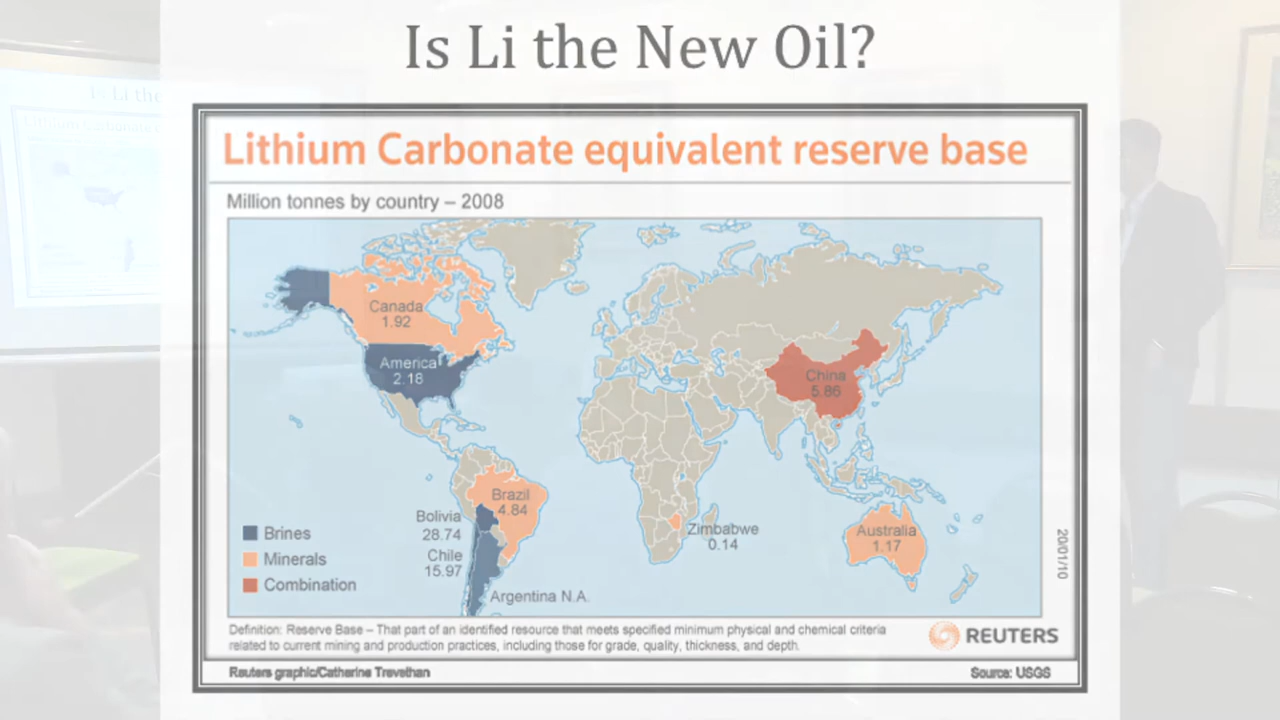 Is Li the New Oil?
Lithium Carbonate equivalent reserve base
Million tonnes by country – 2008
Canada
1.92
America
2.18
China
5.86
Brazil
4.84
Bolivia
28.74
Chile
15.97
Argentina N.A.
Zimbabwe
0.14
Australia
1.17
Brines
Minerals
Combination
20/01/10
Definition: Reserve Base – That part of an identified resource that meets specified minimum physical and chemical criteria
related to current mining and production practices, including those for grade, quality, thickness, and depth.
REUTERS
Reuters graphic/Catherine Trevethan
Source: USGS